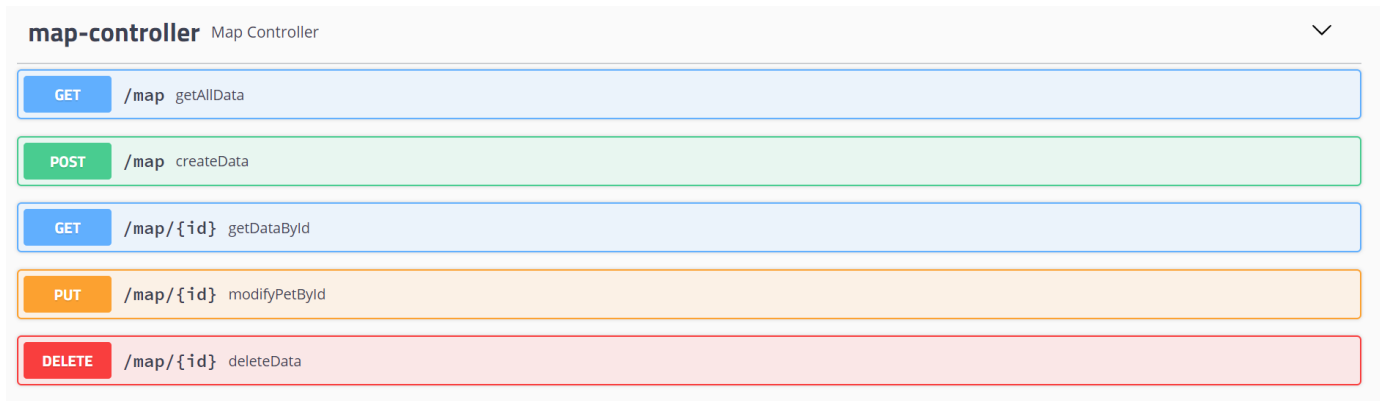 map-controller Map Controller
GET /map getAllData
POST /map createData
GET /map/{id} getDataById
PUT /map/{id} modifyPetById
DELETE /map/{id} deleteData